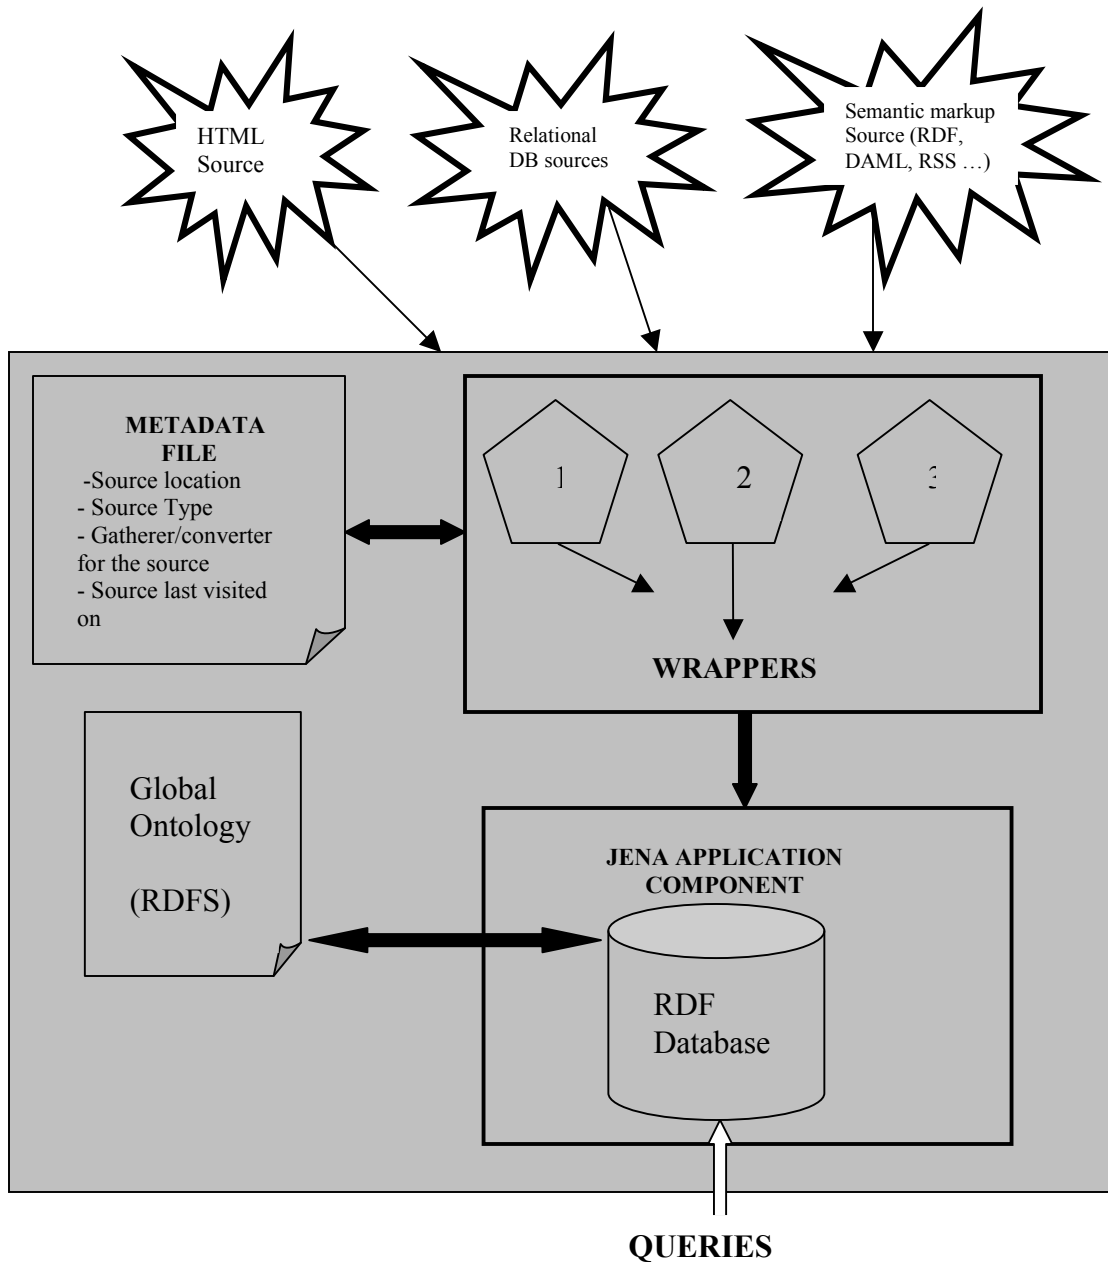 HTML
Source
Relational
DB sources
Semantic markup
Source (RDF,
DAML, RSS …)
METADATA
FILE
-Source location
- Source Type
- Gatherer/converter
for the source
- Source last visited
on
1
2
3
WRAPPERS
Global
Ontology
(RDFS)
JENA APPLICATION
COMPONENT
RDF
Database
QUERIES